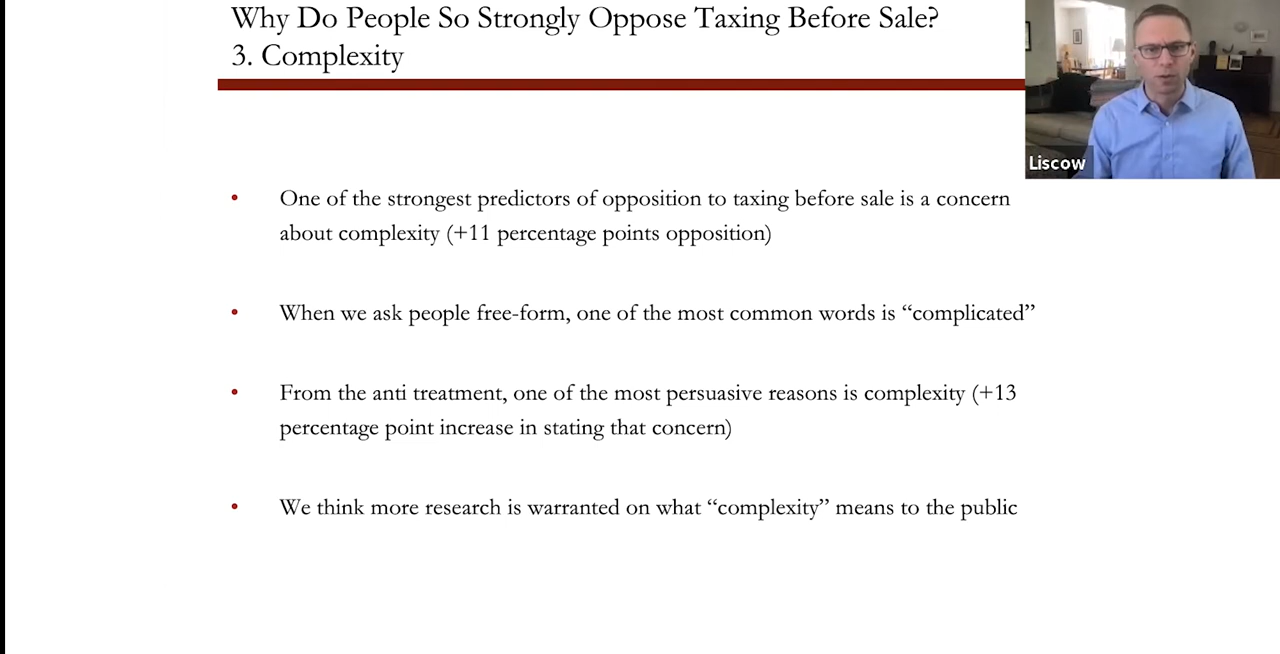 Why Do People So Strongly Oppose Taxing Before Sale?
3. Complexity
Liscow
• One of the strongest predictors of opposition to taxing before sale is a concern
about complexity (+11 percentage points opposition)
• When we ask people free-form, one of the most common words is “complicated”
• From the anti treatment, one of the most persuasive reasons is complexity (+13
percentage point increase in stating that concern)
• We think more research is warranted on what “complexity” means to the public